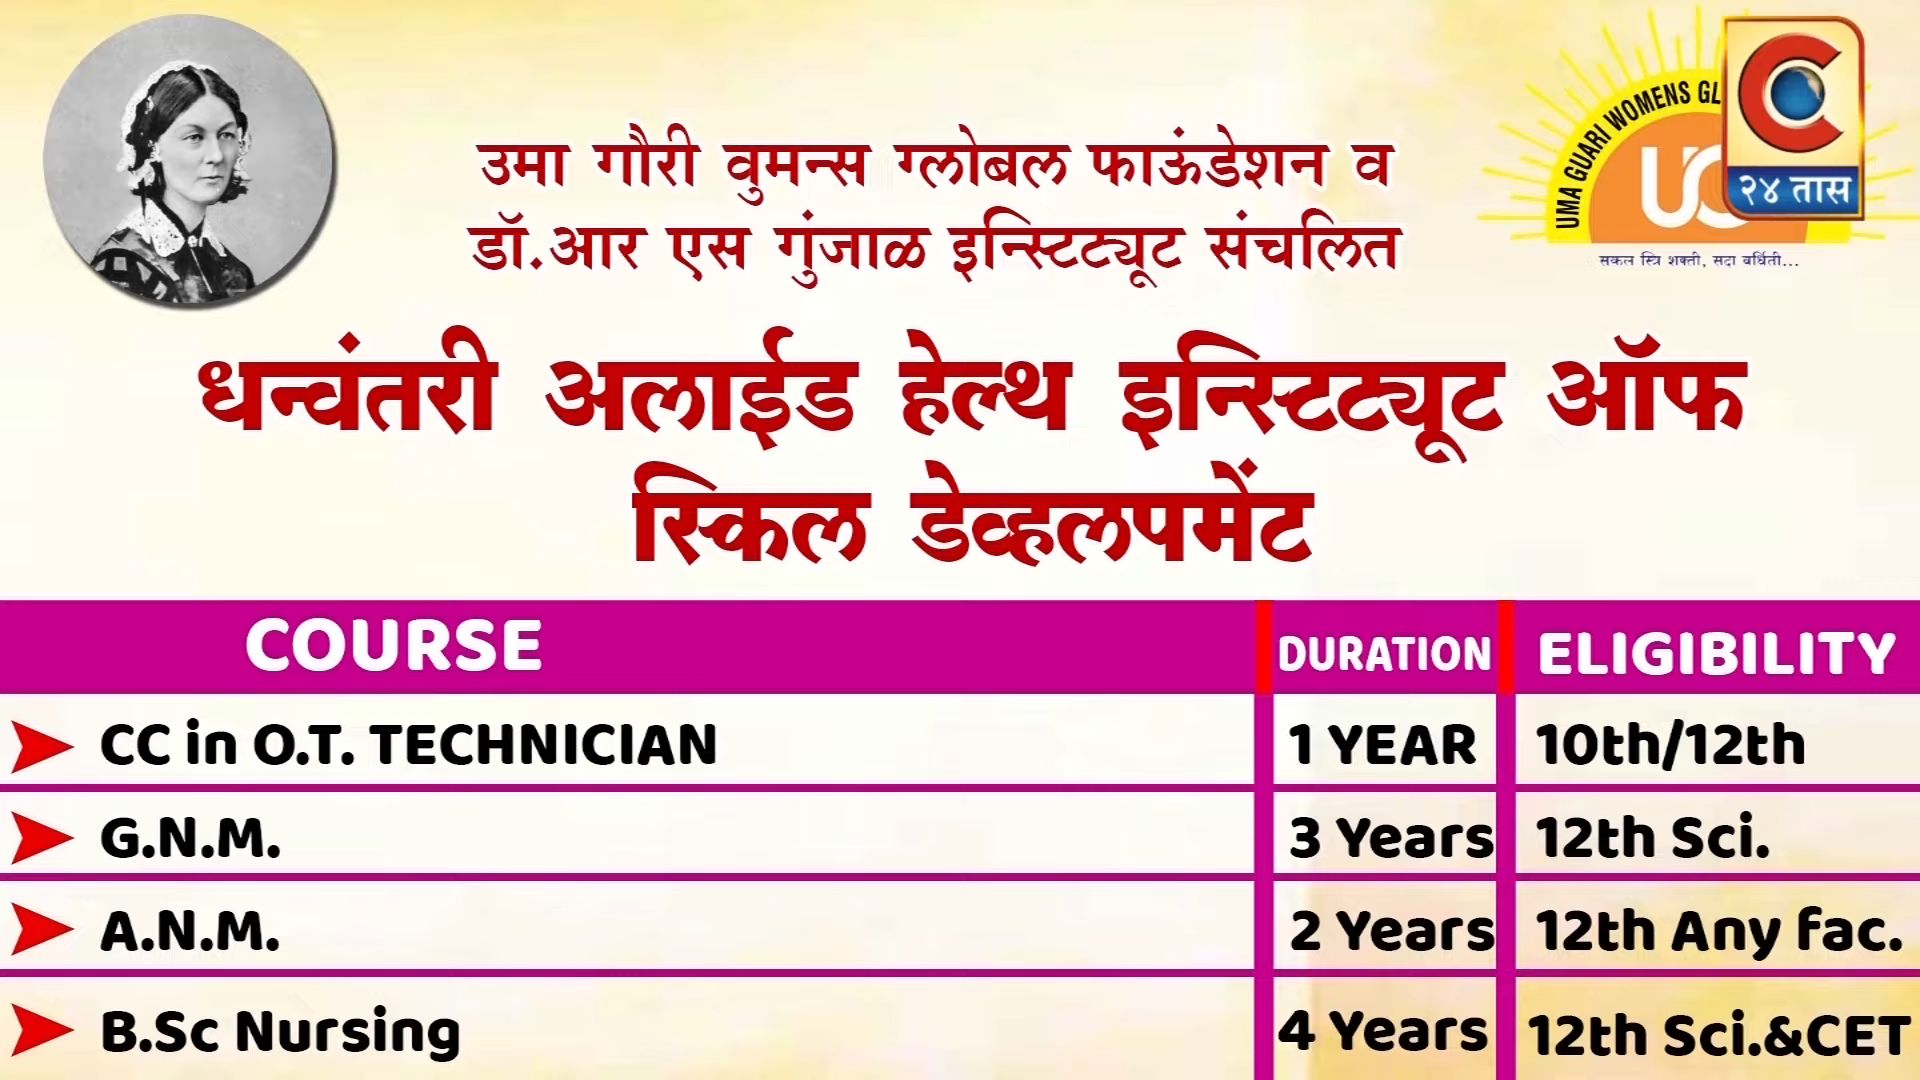 UMA GUARI WOMENS GL
२४ तास
सकल स्त्रि शक्ती, सदा वर्धिती...
उमा गौरी वुमन्स ग्लोबल फाऊंडेशन व
डॉ.आर एस गुंजाळ इन्स्टिट्यूट संचलित
धन्वंतरी अलाईड हेल्थ इन्स्टिट्यूट ऑफ
स्किल डेव्हलपमेंट
COURSE DURATION ELIGIBILITY
CC in O.T. TECHNICIAN 1 YEAR 10th/12th
G.N.M. 3 Years 12th Sci.
A.N.M. 2 Years 12th Any fac.
B.Sc Nursing 4 Years 12th Sci.&CET